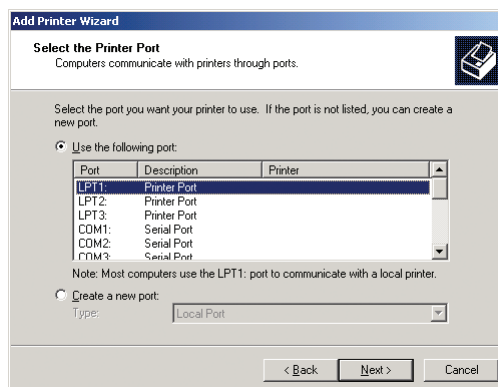 Add Printer Wizard
Select the Printer Port
Computers communicate with printers through ports.
Select the port you want your printer to use. If the port is not listed, you can create a
new port.
Use the following port:
Port Description Printer
LPT1: Printer Port
LPT2: Printer Port
LPT3: Printer Port
COM1: Serial Port
COM2: Serial Port
COM3: Serial Port
Note: Most computers use the LPT1: port to communicate with a local printer.
Create a new port:
Type: Local Port
< Back Next > Cancel